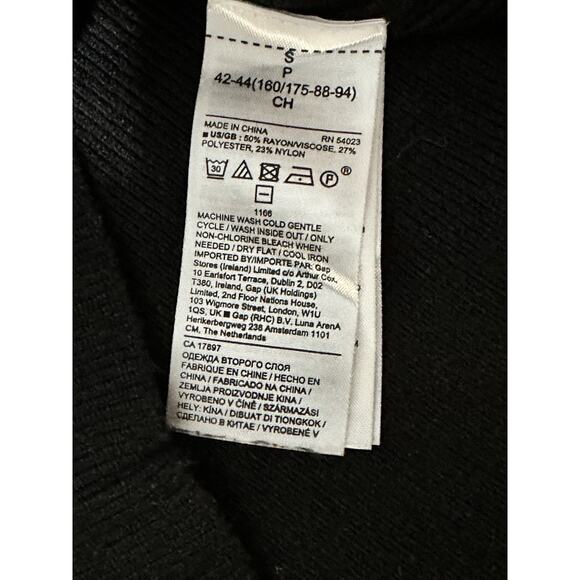 S
P
42-44(160/175-88-94)
CH
MADE IN CHINA RN 54023
■ US/GB : 50% RAYON/VISCOSE, 27%
POLYESTER, 23% NYLON
30 P ®
1166
MACHINE WASH COLD GENTLE
CYCLE / WASH INSIDE OUT / ONLY
NON-CHLORINE BLEACH WHEN
NEEDED / DRY FLAT / COOL IRON
IMPORTED BY/IMPORTE PAR: Gap
Stores (Ireland) Limited c/o Arthur Cox,
10 Earlsfort Terrace, Dublin 2, D02
T380, Ireland; Gap (UK Holdings)
Limited, 2nd Floor Nations House,
103 Wigmore Street, London, W1U
1QS, UK ■ Gap (RHC) B.V. Luna ArenA
Herikerbergweg 238 Amsterdam 1101
CM, The Netherlands
CA 17897
ОДЕЖДА ВТОРОГО СЛОЯ
FABRIQUE EN CHINE / HECHO EN
CHINA / FABRICADO NA CHINA /
ZEMLJA PROIZVODNJE KINA /
VYROBENO V ČÍNĚ / SZÁRMAZÁSI
HELY: KÍNA / DIBUAT DI TIONGKOK /
СДЕЛАНО В КИТАЕ / VYROBENÉ V